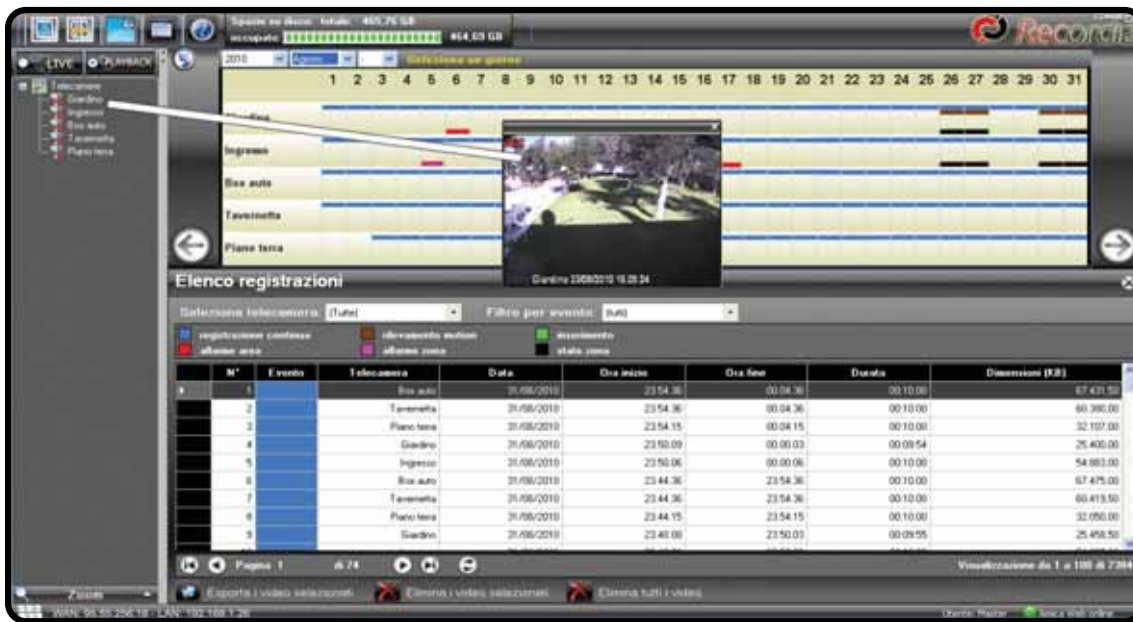 Spazio su disco totale: 465,76 GB
occupato 464,69 GB
Recordia
LIVE PLAYBACK
2010 Agosto - Seleziona un giorno
1 2 3 4 5 6 7 8 9 10 11 12 13 14 15 16 17 18 19 20 21 22 23 24 25 26 27 28 29 30 31
Telecamere
Giardino
Ingresso
Box auto
Tavernetta
Piano terra
Giardino
Ingresso
Box auto
Tavernetta
Piano terra
Elenco registrazioni
Seleziona telecamera: (Tutte) Filtro per evento: (tutti)
registrazione continua rilevamento motion inserimento
allarme area allarme zona stato zona
N° Evento Telecamera Data Ora inizio Ora fine Durata Dimensioni (KB)
1 Box auto 31/08/2010 23.54.36 00.04.36 00:10:00 67.431,50
2 Tavernetta 31/08/2010 23.54.36 00.04.36 00:10:00 60.380,00
3 Piano terra 31/08/2010 23.54.15 00.04.15 00:10:00 32.107,00
4 Giardino 31/08/2010 23.50.09 00.00.03 00:09:54 25.400,00
5 Ingresso 31/08/2010 23.50.06 00.00.06 00:10:00 54.883,00
6 Box auto 31/08/2010 23.44.36 23.54.36 00:10:00 67.475,00
7 Tavernetta 31/08/2010 23.44.36 23.54.36 00:10:00 60.419,50
8 Piano terra 31/08/2010 23.44.15 23.54.15 00:10:00 32.050,00
9 Giardino 31/08/2010 23.40.08 23.50.03 00:09:55 25.458,50
Pagina 1 di 74 Visualizzazione da 1 a 100 di 7384
Esporta i video selezionati Elimina i video selezionati Elimina tutti i video
Zoom
WAN: 95.55.256.18 - LAN: 192.168.1.26 Utente: Master Amica Web online